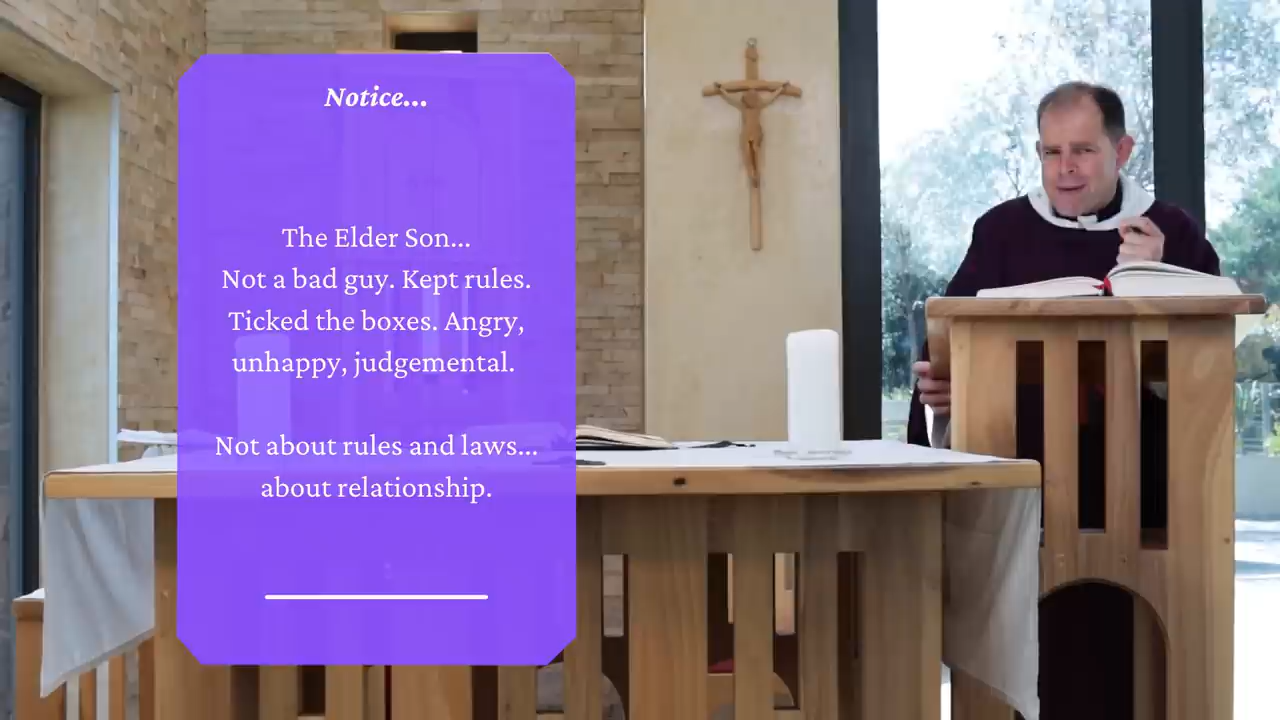 Notice...
The Elder Son...
Not a bad guy. Kept rules.
Ticked the boxes. Angry,
unhappy, judgemental.
Not about rules and laws...
about relationship.